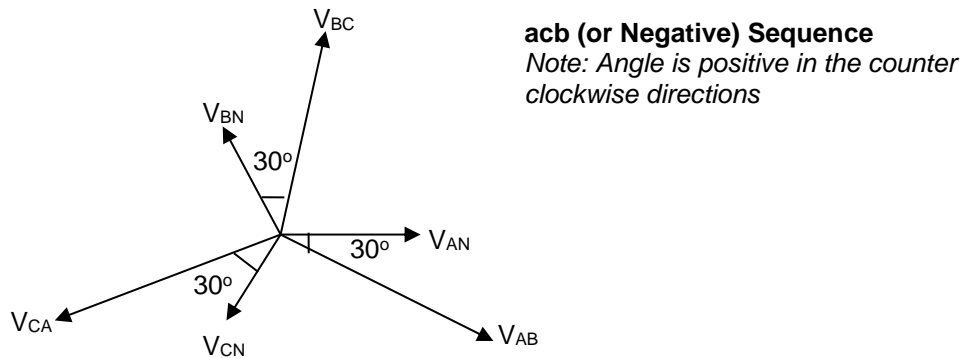 V_BC
acb (or Negative) Sequence
Note: Angle is positive in the counter
clockwise directions
V_BN
30°
V_AN
30°
30°
V_CA
V_CN
V_AB